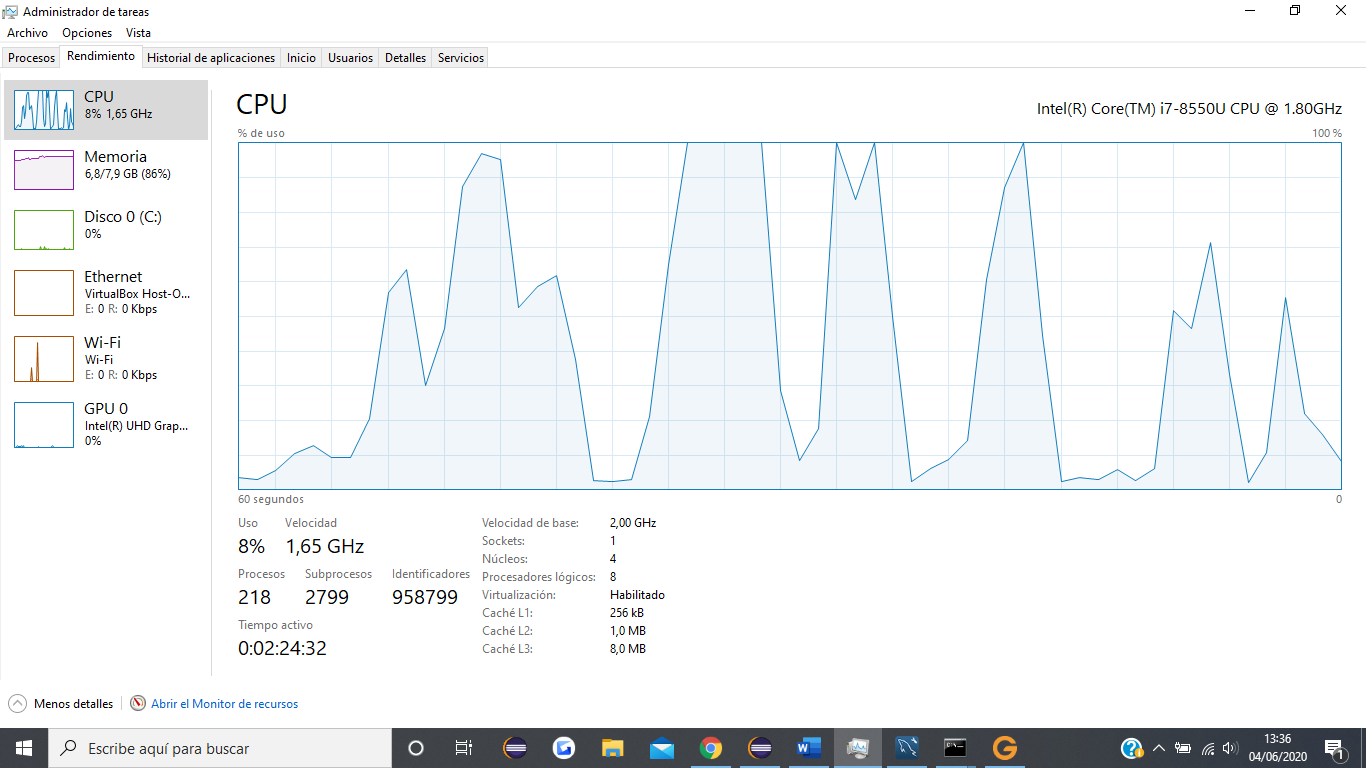 Administrador de tareas
Archivo Opciones Vista
Procesos Rendimiento Historial de aplicaciones Inicio Usuarios Detalles Servicios
CPU
8% 1,65 GHz
Memoria
6,8/7,9 GB (86%)
Disco 0 (C:)
0%
Ethernet
VirtualBox Host-O...
E: 0 R: 0 Kbps
Wi-Fi
Wi-Fi
E: 0 R: 0 Kbps
GPU 0
Intel(R) UHD Grap...
0%
CPU
Intel(R) Core(TM) i7-8550U CPU @ 1.80GHz
% de uso
100 %
60 segundos
0
Uso Velocidad
8% 1,65 GHz
Procesos Subprocesos Identificadores
218 2799 958799
Tiempo activo
0:02:24:32
Velocidad de base: 2,00 GHz
Sockets: 1
Núcleos: 4
Procesadores lógicos: 8
Virtualización: Habilitado
Caché L1: 256 kB
Caché L2: 1,0 MB
Caché L3: 8,0 MB
Menos detalles
Abrir el Monitor de recursos
Escribe aquí para buscar
13:36
04/06/2020
1